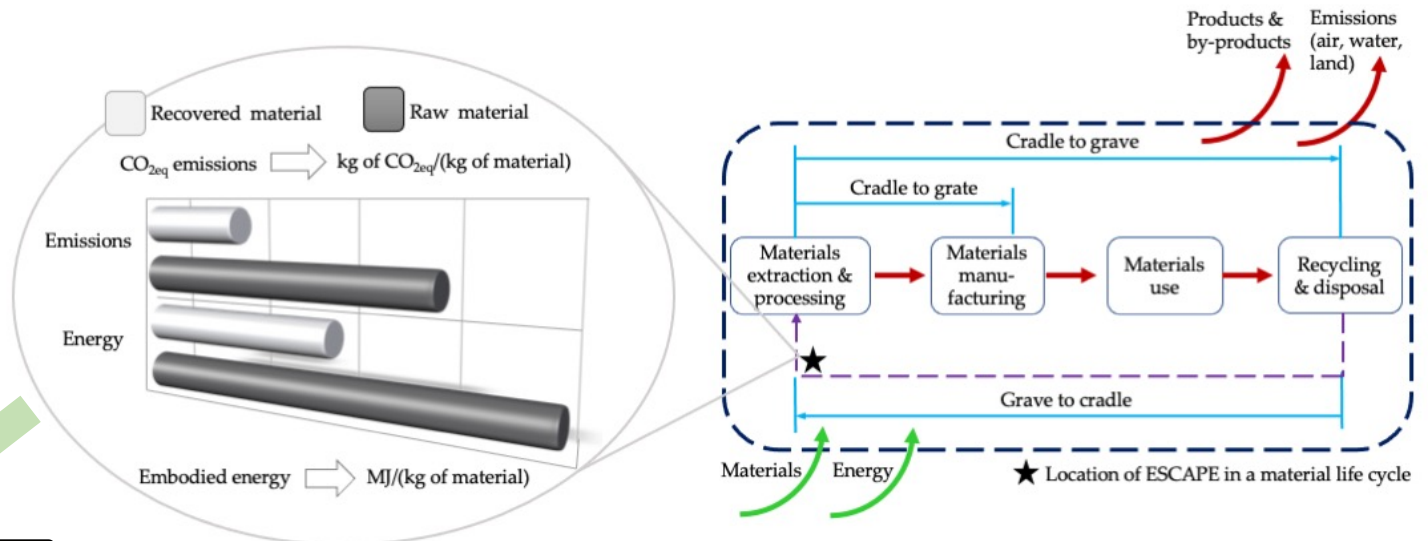 Recovered material
Raw material
CO2eq emissions
kg of CO2eq/(kg of material)
Emissions
Energy
Embodied energy
MJ/(kg of material)
Products &
by-products
Emissions
(air, water,
land)
Cradle to grave
Cradle to grate
Materials
extraction &
processing
Materials
manu-
facturing
Materials
use
Recycling
& disposal
Grave to cradle
Materials
Energy
Location of ESCAPE in a material life cycle